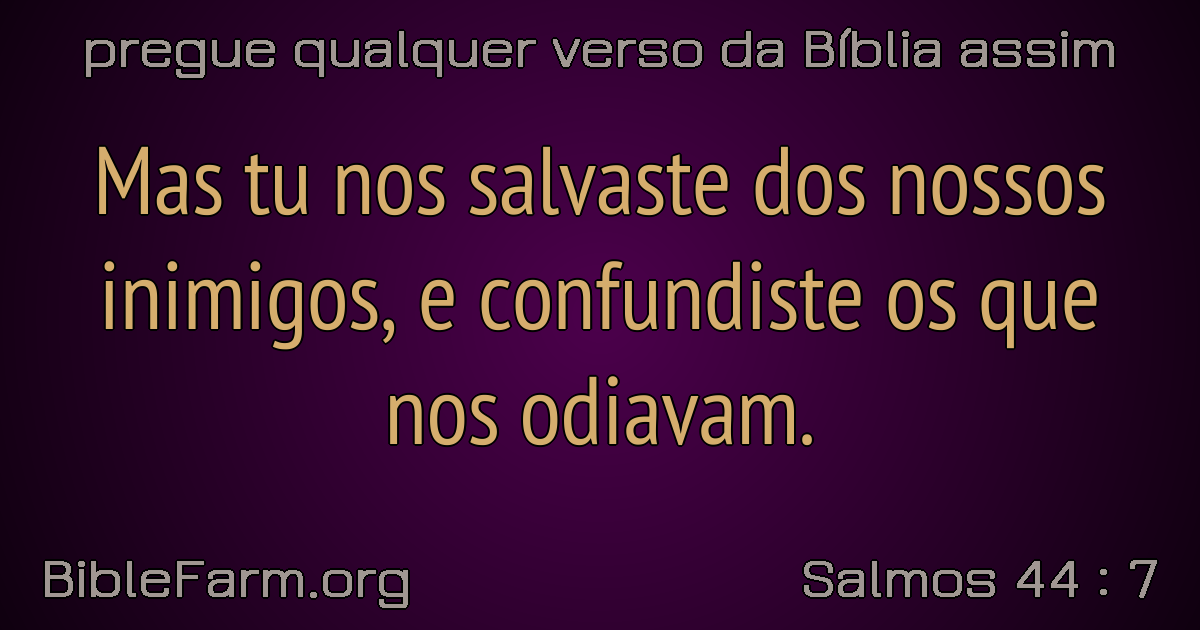 pregue qualquer verso da Bíblia assim
Mas tu nos salvaste dos nossos
inimigos, e confundiste os que
nos odiavam.
BibleFarm.org
Salmos 44 : 7